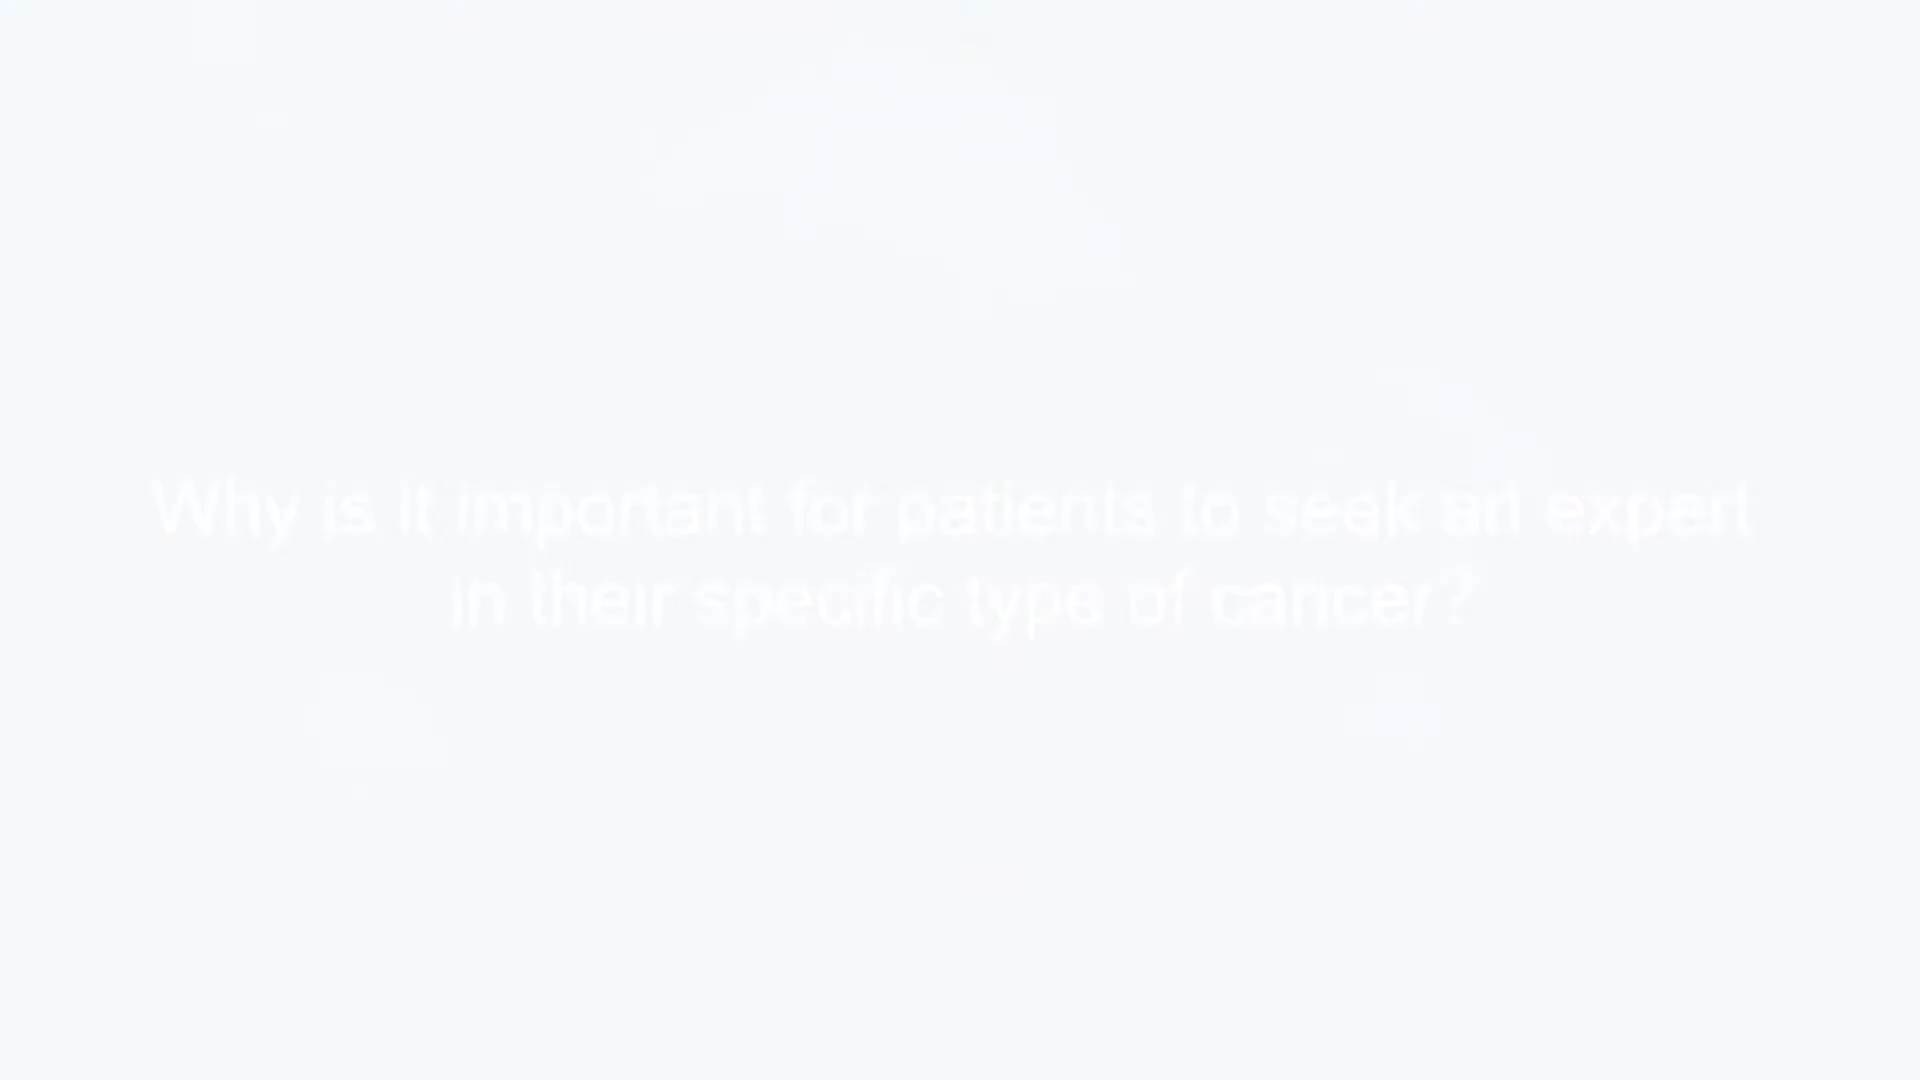 Why is it important for patients to seek an expert
in their specific type of cancer?